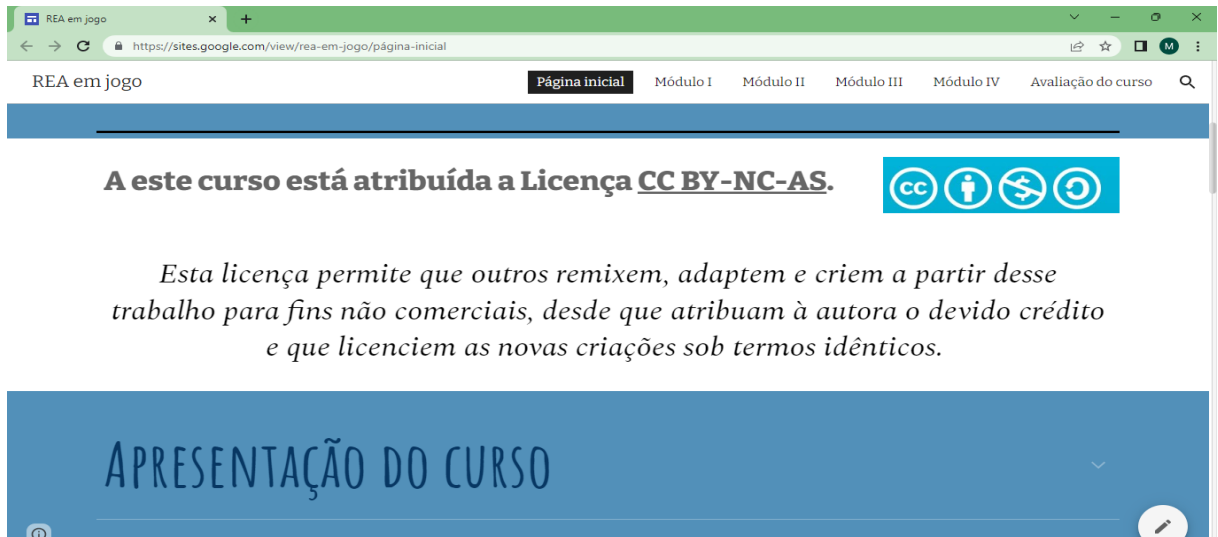 REA em jogo
https://sites.google.com/view/rea-em-jogo/página-inicial
M
REA em jogo Página inicial Módulo I Módulo II Módulo III Módulo IV Avaliação do curso
A este curso está atribuída a Licença CC BY-NC-AS.
cc
Esta licença permite que outros remixem, adaptem e criem a partir desse
trabalho para fins não comerciais, desde que atribuam à autora o devido crédito
e que licenciem as novas criações sob termos idênticos.
APRESENTAÇÃO DO CURSO